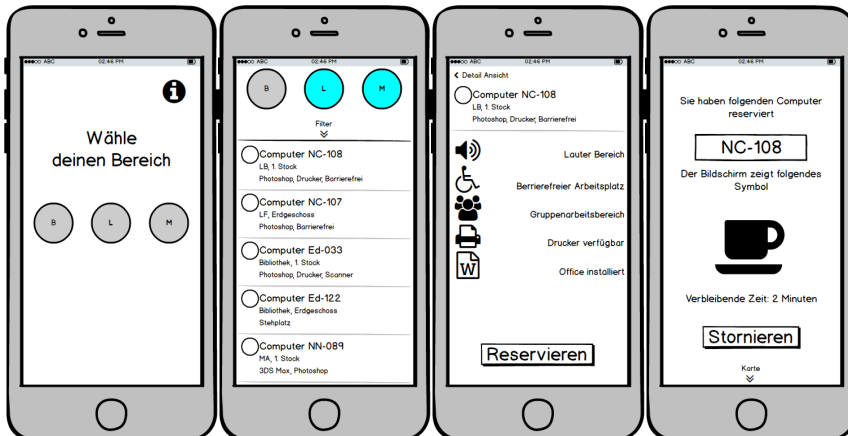 ABC 02:46 PM
Wähle
deinen Bereich
B L M
ABC 02:46 PM
B L M
Filter
Computer NC-108
LB, 1. Stock
Photoshop, Drucker, Barrierefrei
Computer NC-107
LF, Erdgeschoss
Photoshop, Barrierefrei
Computer Ed-033
Bibliothek, 1. Stock
Photoshop, Drucker, Scanner
Computer Ed-122
Bibliothek, Erdgeschoss
Stehplatz
Computer NN-089
MA, 1. Stock
3DS Max, Photoshop
ABC 02:46 PM
Detail Ansicht
Computer NC-108
LB, 1. Stock
Photoshop, Drucker, Barrierefrei
Lauter Bereich
Berrierefreier Arbeitsplatz
Gruppenarbeitsbereich
Drucker verfügbar
W Office installiert
Reservieren
ABC 02:46 PM
Sie haben folgenden Computer
reserviert
NC-108
Der Bildschirm zeigt folgendes
Symbol
Verbleibende Zeit: 2 Minuten
Stornieren
Karte